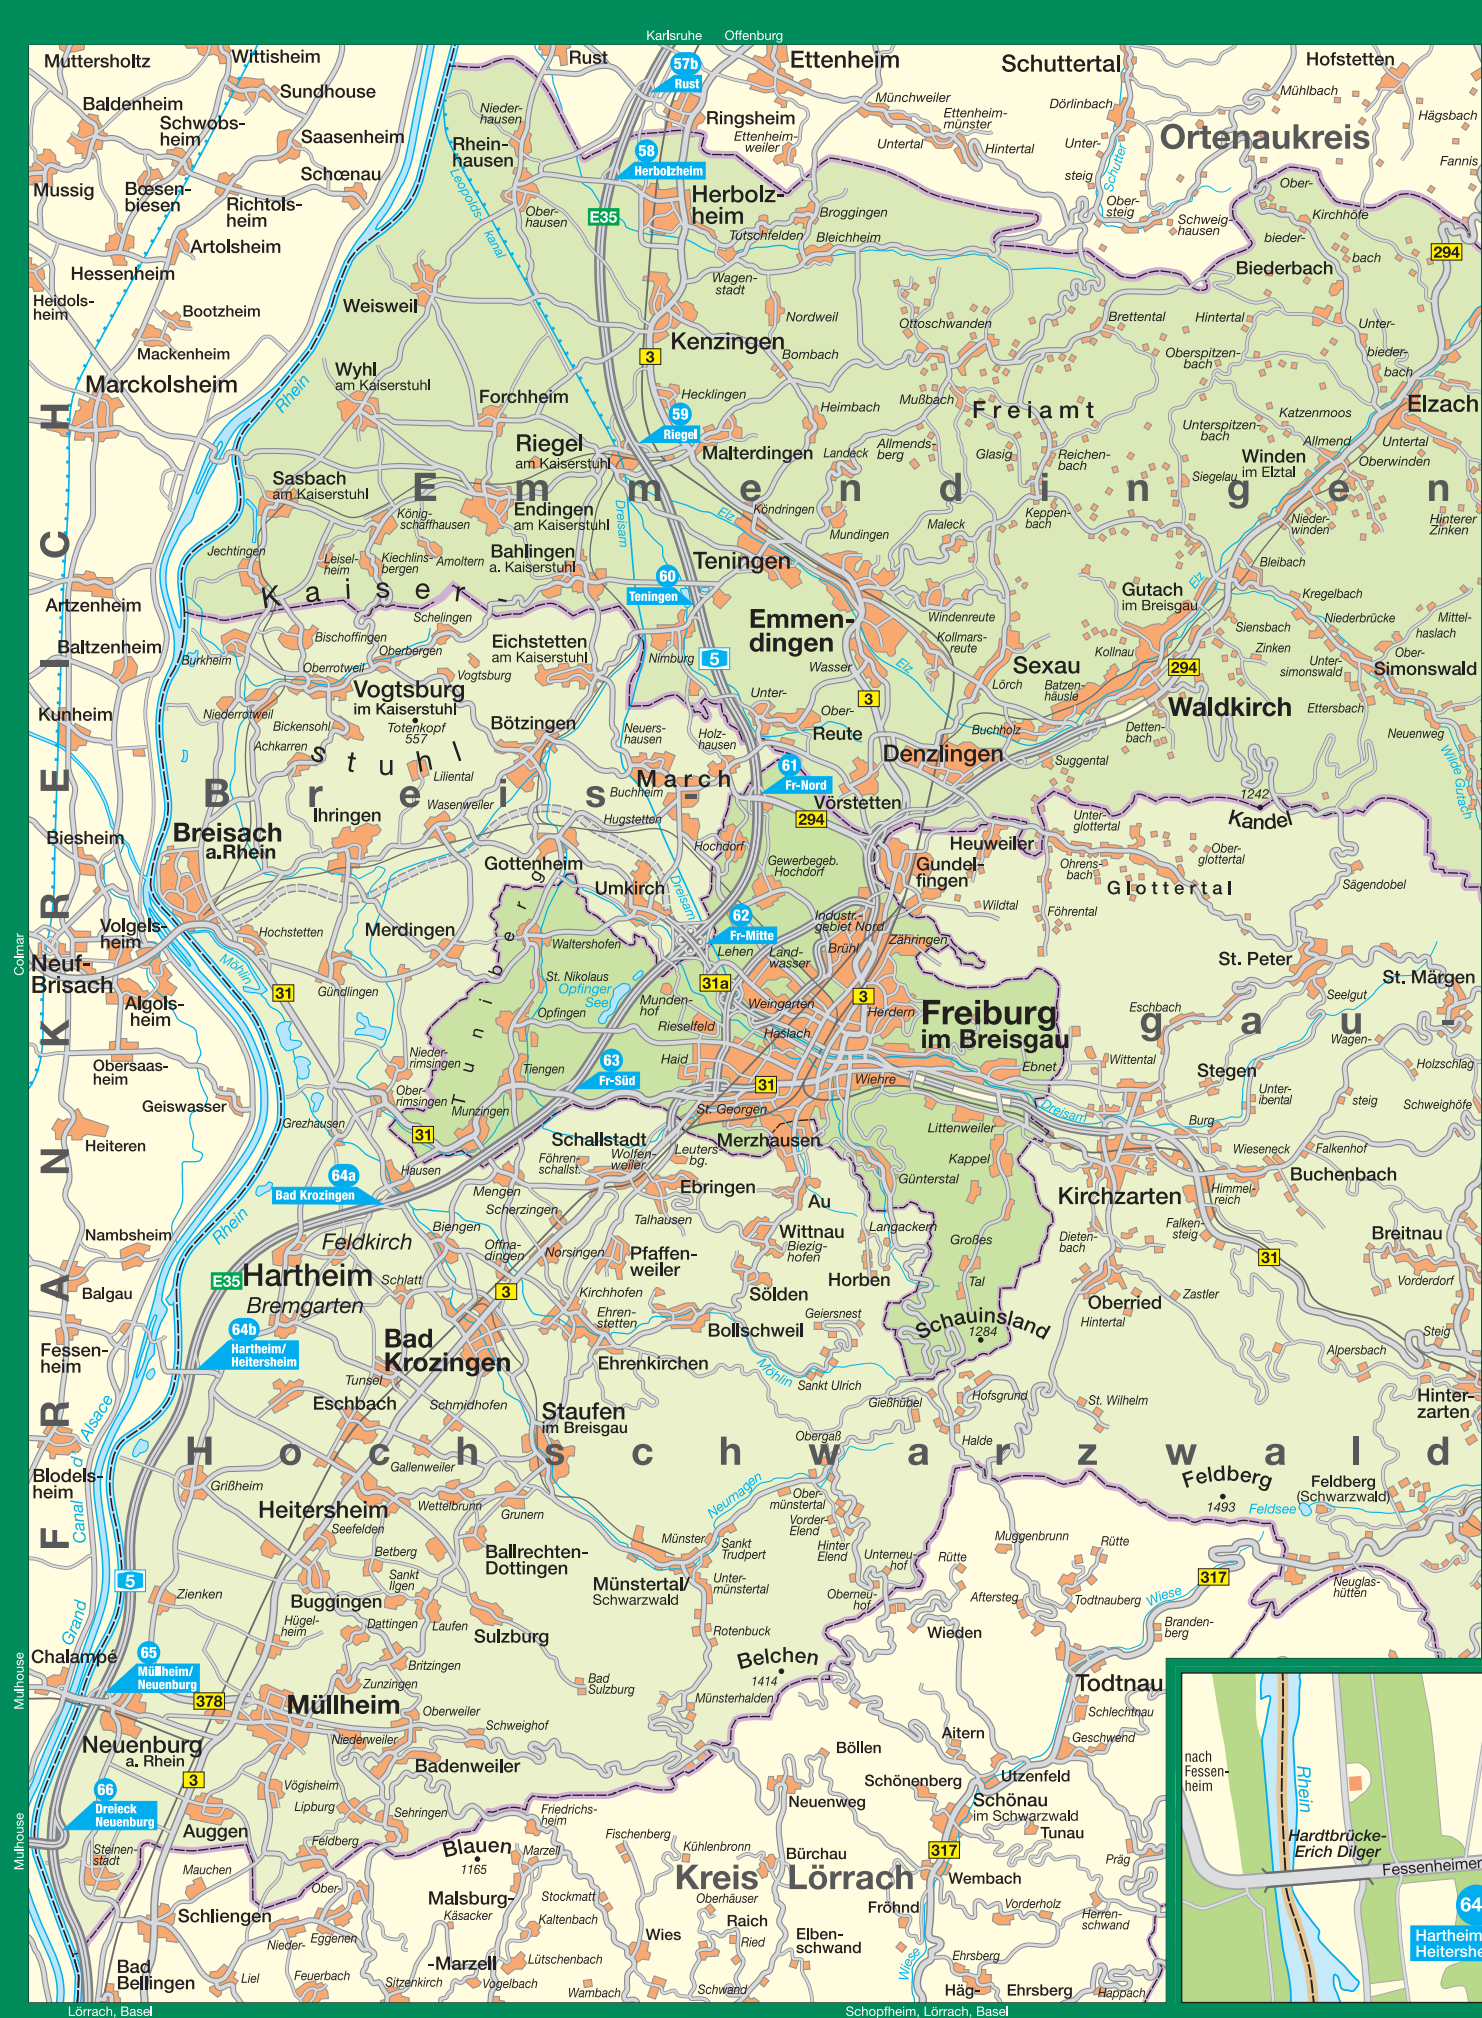 Karlsruhe Offenburg
Muttersholtz
Wittisheim
Rust
57b
Rust
Ettenheim
Schuttertal
Hofstetten
Baldenheim
Sundhouse
Schwobs-
heim
Saasenheim
Nieder-
hausen
Rhein-
hausen
Ringsheim
Ettenheim-
weiler
Münchweiler
Ettenheim-
münster
Untertal
Hintertal
Dörlinbach
Mühlbach
Hägsbach
Ortenaukreis
Fannis
Unter-
steig
Schutter
Ober-
steig
Schweig-
hausen
Mussig
Bœsen-
biesen
Schœnau
Richtols-
heim
Artolsheim
Hessenheim
Heidols-
heim
Bootzheim
Mackenheim
Marckolsheim
58
Herbolzheim
Herbolz-
heim
E35
Leopolds-
kanal
Ober-
hausen
Tutschfelden
Broggingen
Bleichheim
Wagen-
stadt
Ober-
Kirchhöfe
bieder-
bach
Biederbach
294
Weisweil
Nordweil
Kenzingen
3
Bombach
Ottoschwanden
Brettental
Hintertal
Unter-
bieder-
bach
Oberspitzen-
bach
Wyhl
am Kaiserstuhl
Rhein
Forchheim
Hecklingen
59
Riegel
Heimbach
Mußbach
Freiamt
Katzenmoos
Elzach
Unterspitzen-
bach
Riegel
am Kaiserstuhl
Malterdingen
Landeck
Allmends-
berg
Glasig
Reichen-
bach
Allmend
Untertal
Winden
im Elztal
Oberwinden
Siegelau
Sasbach
am Kaiserstuhl
Emmendingen
König-
schaffhausen
Endingen
am Kaiserstuhl
Dreisam
Elz
Köndringen
Mundingen
Maleck
Keppen-
bach
Nieder-
winden
Hinterer
Zinken
Jechtingen
Leisel-
heim
Kiechlins-
bergen
Amoltern
Bahlingen
a. Kaiserstuhl
60
Teningen
Teningen
Bleibach
Kaiser-
Emmen-
dingen
Windenreute
Kollmars-
reute
Gutach
im Breisgau
Elz
Kregelbach
Siensbach
Niederbrücke
Mittel-
haslach
Artzenheim
Baltzenheim
Schelingen
Bischoffingen
Oberbergen
Burkheim
Oberrotweil
Eichstetten
am Kaiserstuhl
Nimburg
5
Wasser
Elz
Sexau
Kollnau
294
Zinken
Unter-
simonswald
Ober-
Simonswald
Kunheim
Vogtsburg
im Kaiserstuhl
Vogtsburg
Niederrotweil
Bickensohl
Totenkopf
557
Bötzingen
Neuers-
hausen
Holz-
hausen
Unter-
Ober-
Reute
3
Lörch
Batzen-
häusle
Buchholz
Waldkirch
Ettersbach
Neuenweg
Wilde Gutach
Achkarren
stuhl
Liliental
March
61
Fr-Nord
Denzlingen
Dettem-
bach
Suggental
1242
Kandel
Breis-
Wasenweiler
Buchheim
Vörstetten
294
Ihringen
Hugstetten
Breisach
a.Rhein
Biesheim
Gottenheim
Hochdorf
Gewerbegeb.
Hochdorf
Heuweiler
Gundel-
fingen
Unter-
glottertal
Ohrens-
bach
Ober-
glottertal
Glottertal
Sägendobel
Umkirch
Dreisam
62
Fr-Mitte
Industr.-
gebiet Nord
Wildtal
Föhrental
Volgels-
heim
Neuf-
Brisach
Colmar
Hochstetten
Merdingen
Tuniberg
Waltershofen
Lehen
Land-
wasser
Brühl
Zähringen
St. Peter
St. Märgen
Möhlin
31
Gündlingen
St. Nikolaus
Opfinger
See
Opfingen
Munden-
hof
31a
Weingarten
3
Herdern
Freiburg
im Breisgau
Eschbach
Seelgut
gau-
Wagen-
Algols-
heim
Rieselfeld
Haslach
Obersaas-
heim
Nieder-
rimsingen
63
Fr-Süd
Haid
31
Wiehre
Ebnet
Wittental
Stegen
Holzschlag
Tiengen
Ober-
rimsingen
Munzingen
St. Georgen
Dreisam
Unter-
ibental
steig
Geiswasser
Grezhausen
31
Schallstadt
Merzhausen
Littenweiler
Burg
Schweighöfe
Heiteren
Wolfen-
weiler
Leuters-
bg.
Föhren-
schallst.
Wieseneck
Falkenhof
64a
Bad Krozingen
Hausen
Mengen
Scherzingen
Ebringen
Kappel
Günterstal
Kirchzarten
Himmel-
reich
Buchenbach
Au
Nambsheim
Rhein
Feldkirch
Biengen
Talhausen
Wittnau
Biezig-
hofen
Langackern
Großes
Tal
Dieten-
bach
Falken-
steig
Breitnau
31
Offna-
dingen
Norsingen
Pfaffen-
weiler
E35
Hartheim
Schlatt
3
Kirchhofen
Horben
Vorderdorf
Balgau
Bremgarten
Ehren-
stetten
Sölden
Oberried
Zastler
Hintertal
Fessen-
heim
64b
Hartheim/
Heitersheim
Bad
Krozingen
Bollschweil
Geiersnest
Schauinsland
1284
Steig
Ehrenkirchen
Möhlin
Sankt Ulrich
Alpersbach
Tunsel
Eschbach
Schmidhofen
Staufen
im Breisgau
Gießhübel
Hofsgrund
St. Wilhelm
Hinter-
zarten
Hochschwarzwald
Obergaß
Halde
Blodels-
heim
Grißheim
Gallenweiler
Feldberg
1493
Feldberg
(Schwarzwald)
Feldsee
Grand Canal d'Alsace
Heitersheim
Wettelbrunn
Grunern
Neumagen
Ober-
münstertal
Vorder-
Elend
Seefelden
Betberg
Münster
Sankt
Trudpert
Hinter
Elend
Unterneu-
hof
Muggenbrunn
Rütte
Rütte
5
Zienken
Sankt
Ilgen
Ballrechten-
Dottingen
Münstertal/
Schwarzwald
Unter-
münstertal
Oberneu-
hof
Aftersteg
Todtnauberg
Wiese
317
Neuglas-
hütten
Buggingen
Hügel-
heim
Dattingen
Laufen
Sulzburg
Rotenbuck
Wieden
Branden-
berg
Chalampé
65
Müllheim/
Neuenburg
Mulhouse
Britzingen
Zunzingen
Bad
Sulzburg
Belchen
1414
Todtnau
378
Müllheim
Oberweiler
Münsterhalden
Schlechtnau
Geschwend
Neuenburg
a. Rhein
Niederweiler
Schweighof
Aitern
Badenweiler
Böllen
3
Utzenfeld
Schönenberg
66
Dreieck
Neuenburg
Mulhouse
Vögisheim
Lipburg
Sehringen
Friedrichs-
heim
Neuenweg
Schönau
im Schwarzwald
Tunau
Auggen
Steinen-
stadt
Feldberg
Blauen
1165
Marzell
Fischenberg
Kühlenbronn
Bürchau
317
Präg
Mauchen
Kreis Lörrach
Wembach
Ober-
Malsburg-
Käsacker
Stockmatt
Oberhäuser
Fröhnd
Vorderholz
Herren-
schwand
Schliengen
Kaltenbach
Raich
Eggenen
Nieder-
Wies
Ried
Elben-
schwand
Bad
Bellingen
Liel
Feuerbach
-Marzell
Sitzenkirch
Lütschenbach
Vogelbach
Wambach
Schwand
Wiese
Ehrsberg
Häg-
Ehrsberg
Happach
FRANKREICH
nach
Fessen-
heim
Rhein
Hardtbrücke-
Erich Dilger
Fessenheimer
64
Hartheim
Heitershe
Lörrach, Basel
Schopfheim, Lörrach, Basel